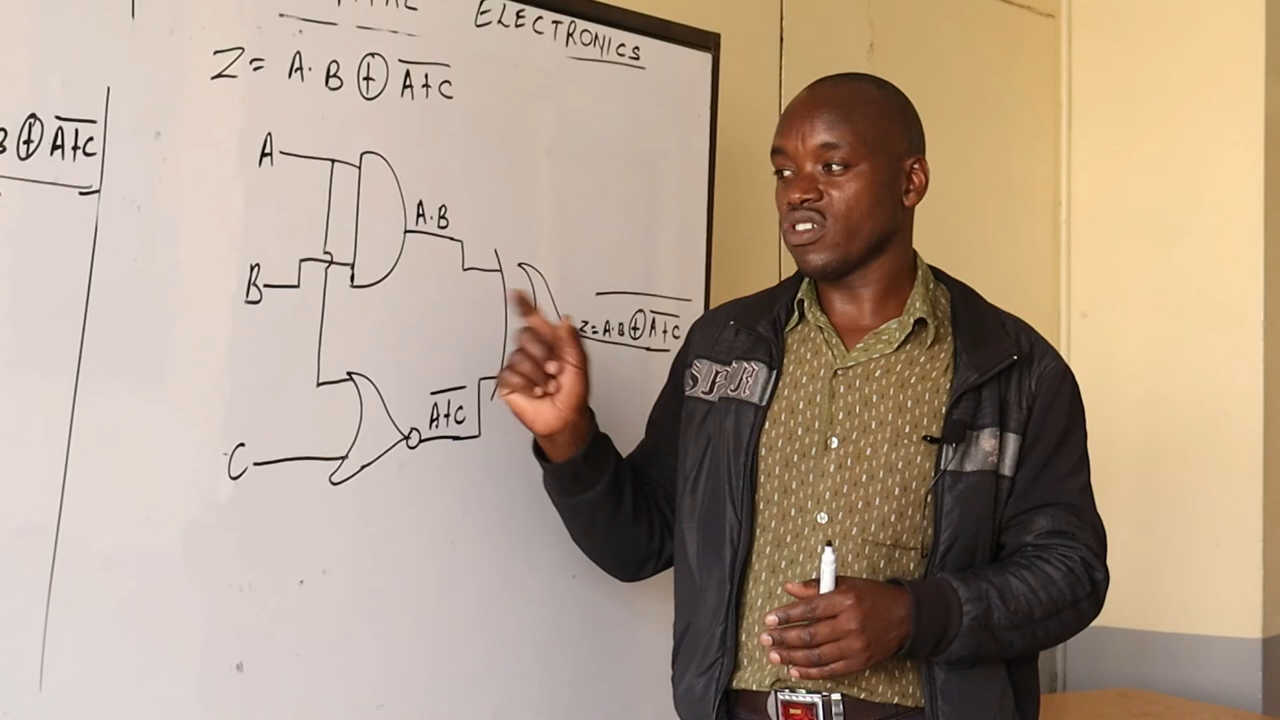 ELECTRONICS
Z = A·B ⊕ A̅+̅C̅
B ⊕ A̅+̅C̅
A
A·B
B
Z = A·B ⊕ A̅+̅C̅
A̅+̅C̅
C